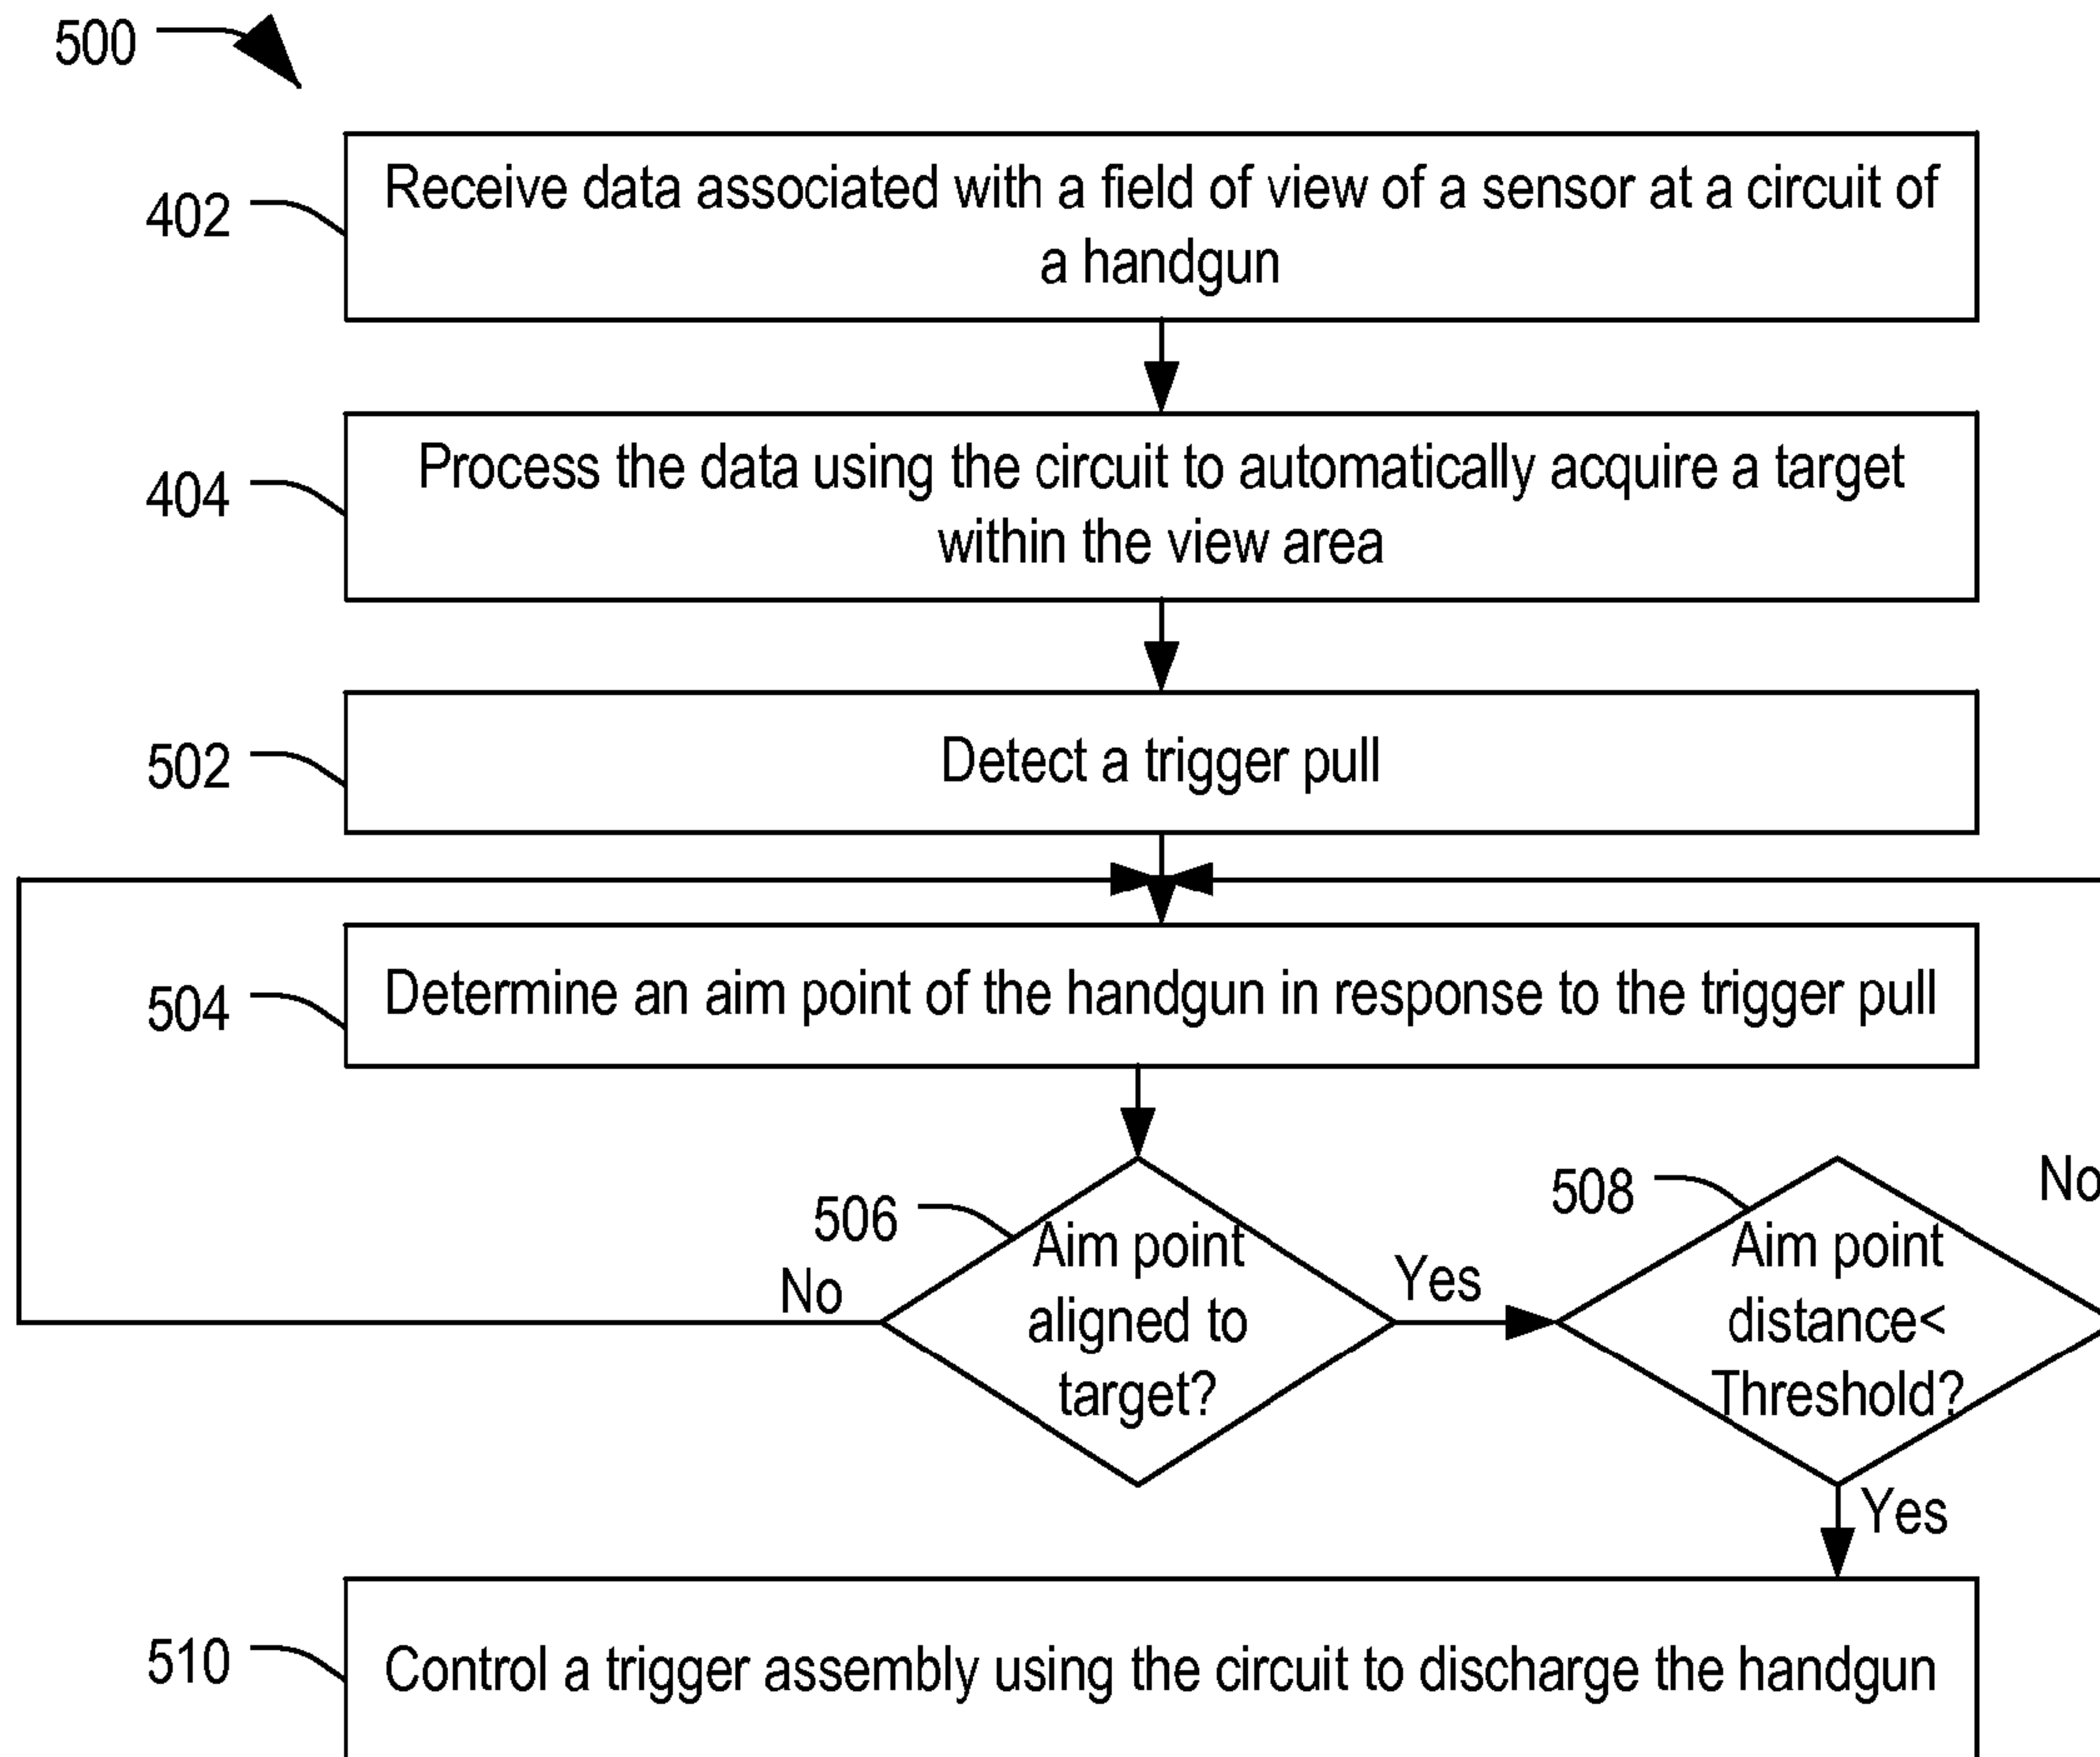 500
402
Receive data associated with a field of view of a sensor at a circuit of
a handgun
404
Process the data using the circuit to automatically acquire a target
within the view area
502
Detect a trigger pull
504
Determine an aim point of the handgun in response to the trigger pull
506
Aim point
aligned to
target?
No
Yes
508
Aim point
distance<
Threshold?
No
Yes
510
Control a trigger assembly using the circuit to discharge the handgun